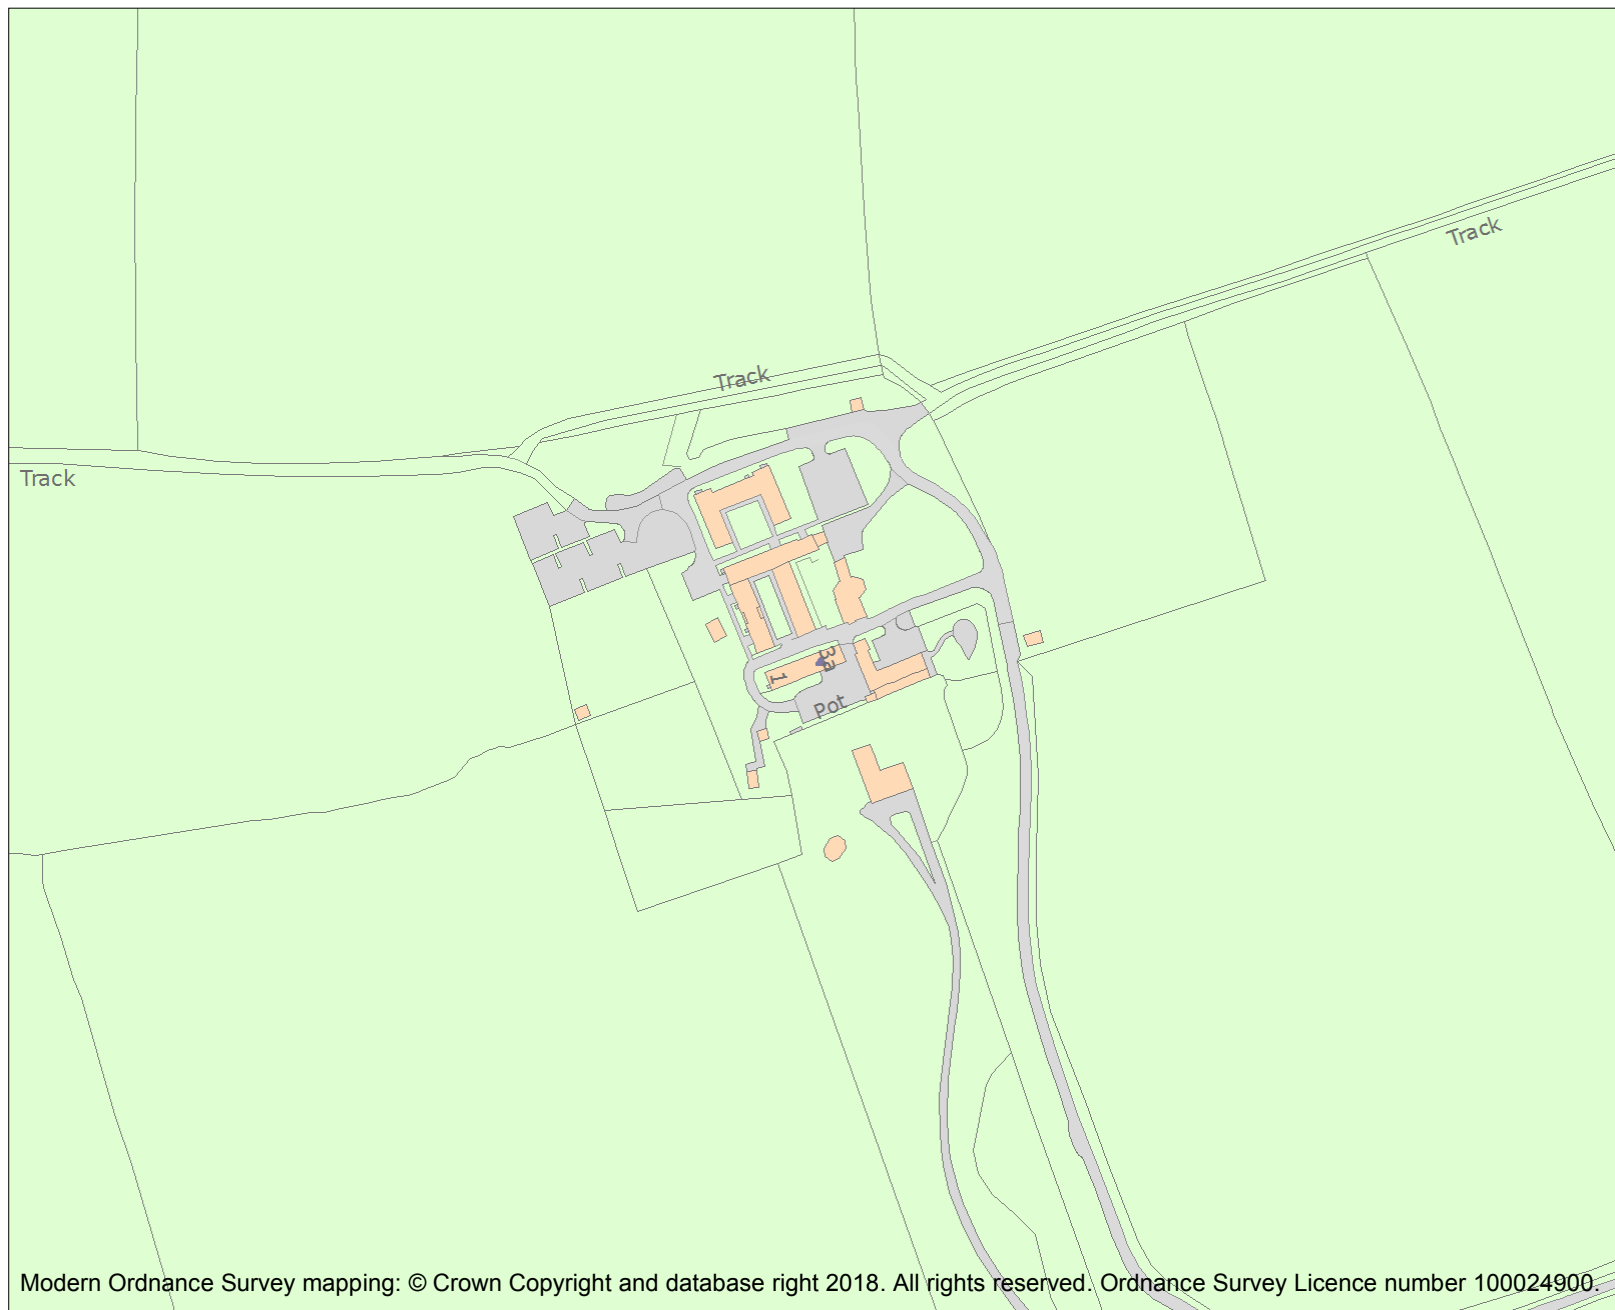 Track
Track
Track
3a
1
Pot
Modern Ordnance Survey mapping: © Crown Copyright and database right 2018. All rights reserved. Ordnance Survey Licence number 100024900.